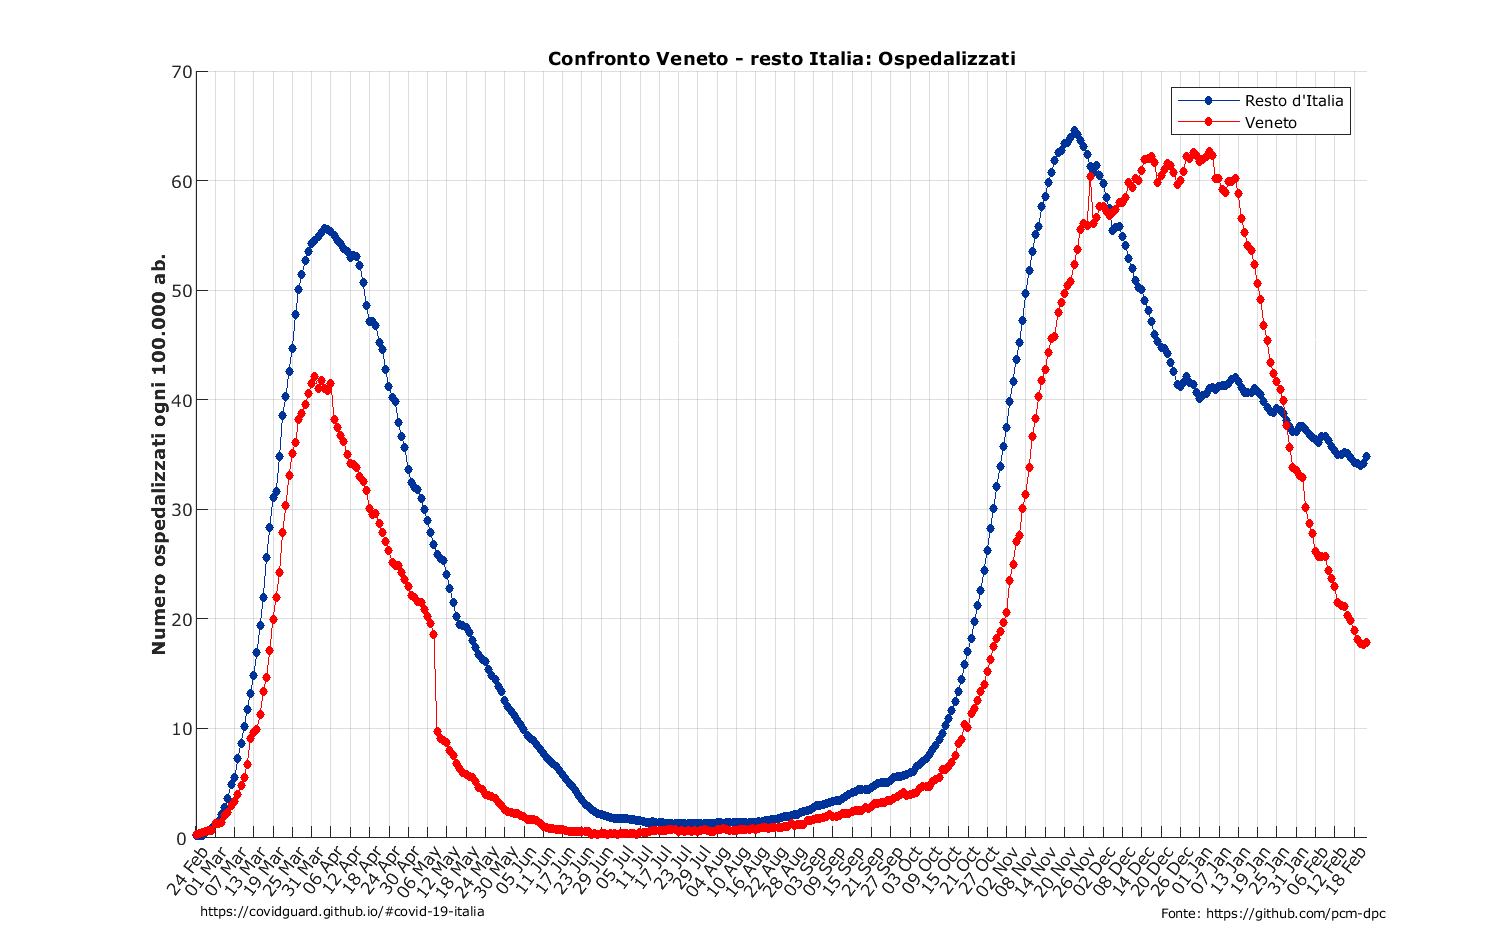 Confronto Veneto - resto Italia: Ospedalizzati
Resto d'Italia
Veneto
Numero ospedalizzati ogni 100.000 ab.
70
60
50
40
30
20
10
0
24 Feb
01 Mar
07 Mar
13 Mar
19 Mar
25 Mar
31 Mar
06 Apr
12 Apr
18 Apr
24 Apr
30 Apr
06 May
12 May
18 May
24 May
30 May
05 Jun
11 Jun
17 Jun
23 Jun
29 Jun
05 Jul
11 Jul
17 Jul
23 Jul
29 Jul
04 Aug
10 Aug
16 Aug
22 Aug
28 Aug
03 Sep
09 Sep
15 Sep
21 Sep
27 Sep
03 Oct
09 Oct
15 Oct
21 Oct
27 Oct
02 Nov
08 Nov
14 Nov
20 Nov
26 Nov
02 Dec
08 Dec
14 Dec
20 Dec
26 Dec
01 Jan
07 Jan
13 Jan
19 Jan
25 Jan
31 Jan
06 Feb
12 Feb
18 Feb
https://covidguard.github.io/#covid-19-italia
Fonte: https://github.com/pcm-dpc